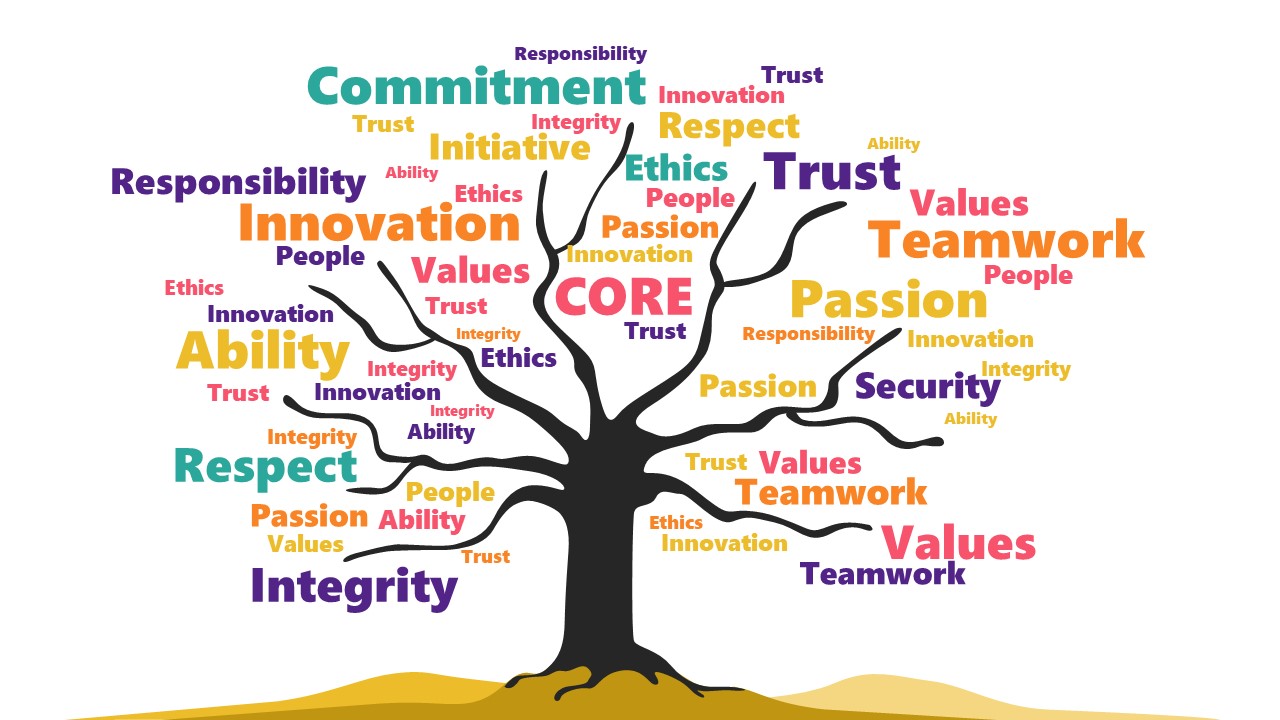 Responsibility
Commitment
Trust
Innovation
Trust
Integrity
Respect
Initiative
Ability
Ethics
Trust
Responsibility
Ability
Ethics
People
Values
Innovation
Passion
Teamwork
People
Innovation
Values
People
Ethics
CORE
Passion
Innovation
Trust
Trust
Integrity
Responsibility
Innovation
Ability
Ethics
Integrity
Integrity
Passion
Security
Trust
Innovation
Integrity
Ability
Ability
Integrity
Respect
Trust
Values
People
Teamwork
Passion
Ability
Ethics
Values
Innovation
Values
Trust
Teamwork
Integrity